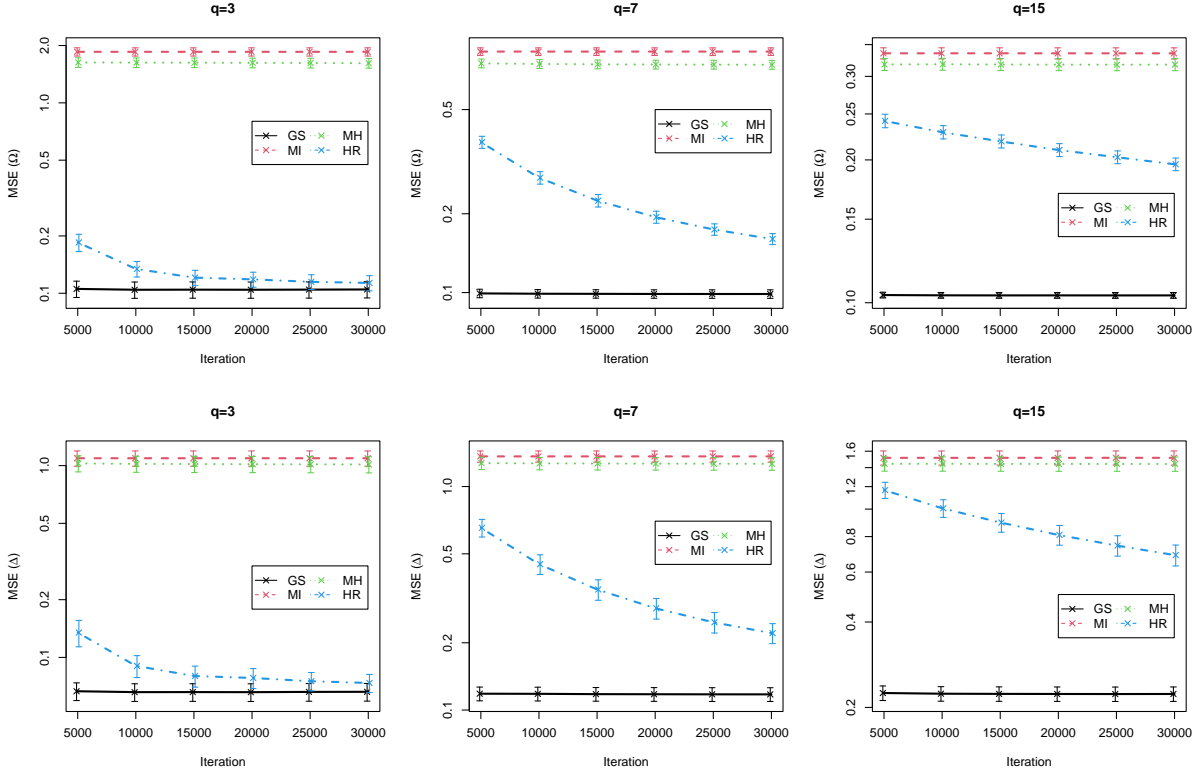 q=3
MSE (Ω)
2.0
1.0
0.5
0.2
0.1
GS MH
MI HR
5000 10000 15000 20000 25000 30000
Iteration
q=7
MSE (Ω)
0.5
0.2
0.1
GS MH
MI HR
5000 10000 15000 20000 25000 30000
Iteration
q=15
MSE (Ω)
0.30
0.25
0.20
0.15
0.10
GS MH
MI HR
5000 10000 15000 20000 25000 30000
Iteration
q=3
MSE (Δ)
1.0
0.5
0.2
0.1
GS MH
MI HR
5000 10000 15000 20000 25000 30000
Iteration
q=7
MSE (Δ)
1.0
0.5
0.2
0.1
GS MH
MI HR
5000 10000 15000 20000 25000 30000
Iteration
q=15
MSE (Δ)
1.6
1.2
0.8
0.6
0.4
0.2
GS MH
MI HR
5000 10000 15000 20000 25000 30000
Iteration